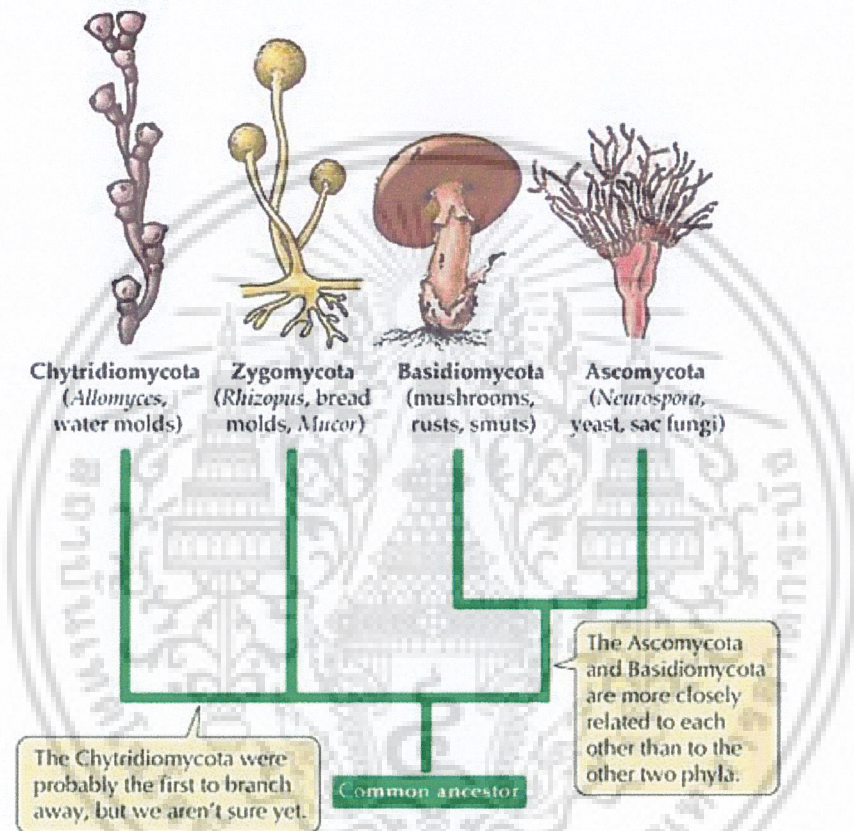 Chytridiomycota
(Allomyces,
water molds)
Zygomycota
(Rhizopus, bread
molds, Mucor)
Basidiomycota
(mushrooms,
rusts, smuts)
Ascomycota
(Neurospora,
yeast, sac fungi)
The Ascomycota
and Basidiomycota
are more closely
related to each
other than to the
other two phyla.
The Chytridiomycota were
probably the first to branch
away, but we aren't sure yet.
Common ancestor